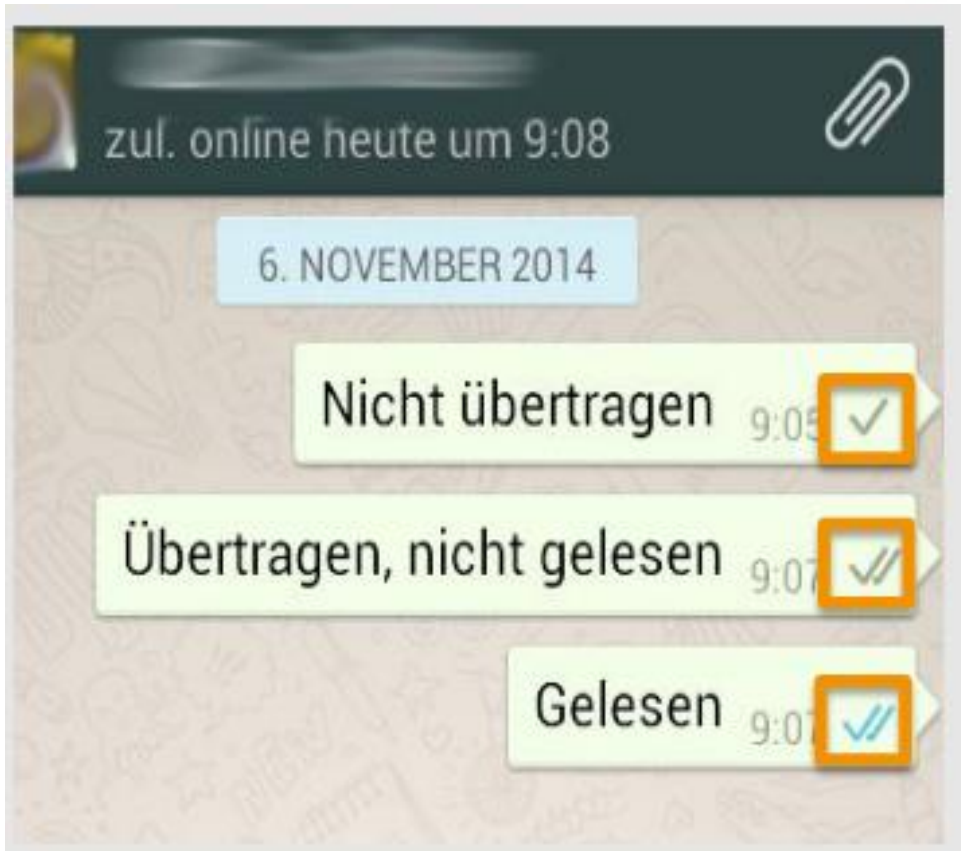 zul. online heute um 9:08
6. NOVEMBER 2014
Nicht übertragen 9:05
Übertragen, nicht gelesen 9:07
Gelesen 9:07